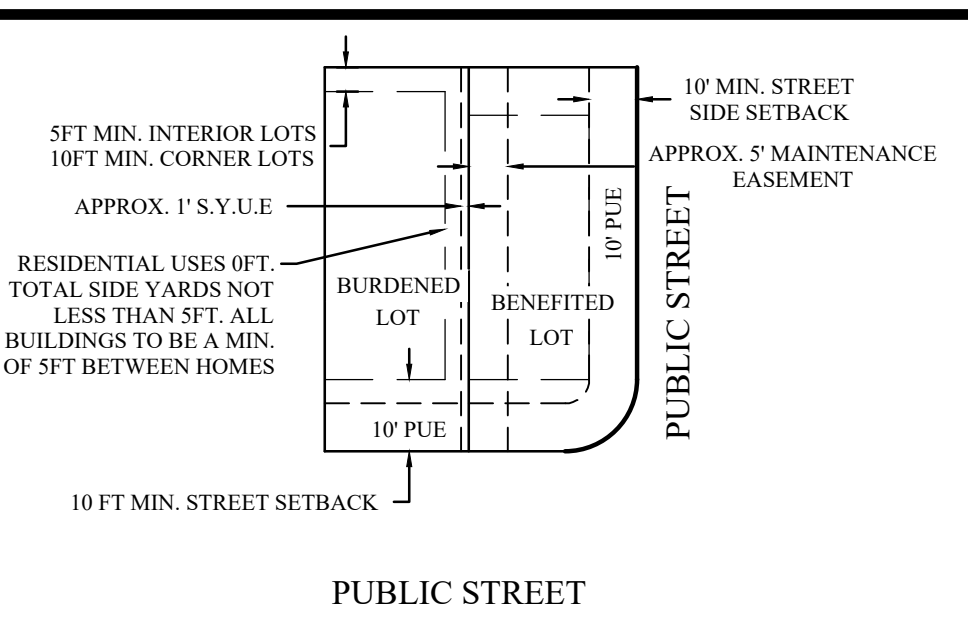 10' MIN. STREET
SIDE SETBACK
5FT MIN. INTERIOR LOTS
10FT MIN. CORNER LOTS
APPROX. 5' MAINTENANCE
EASEMENT
APPROX. 1' S.Y.U.E
10' PUE
PUBLIC STREET
RESIDENTIAL USES 0FT.
TOTAL SIDE YARDS NOT
LESS THAN 5FT. ALL
BUILDINGS TO BE A MIN.
OF 5FT BETWEEN HOMES
BURDENED
LOT
BENEFITED
LOT
10' PUE
10 FT MIN. STREET SETBACK
PUBLIC STREET